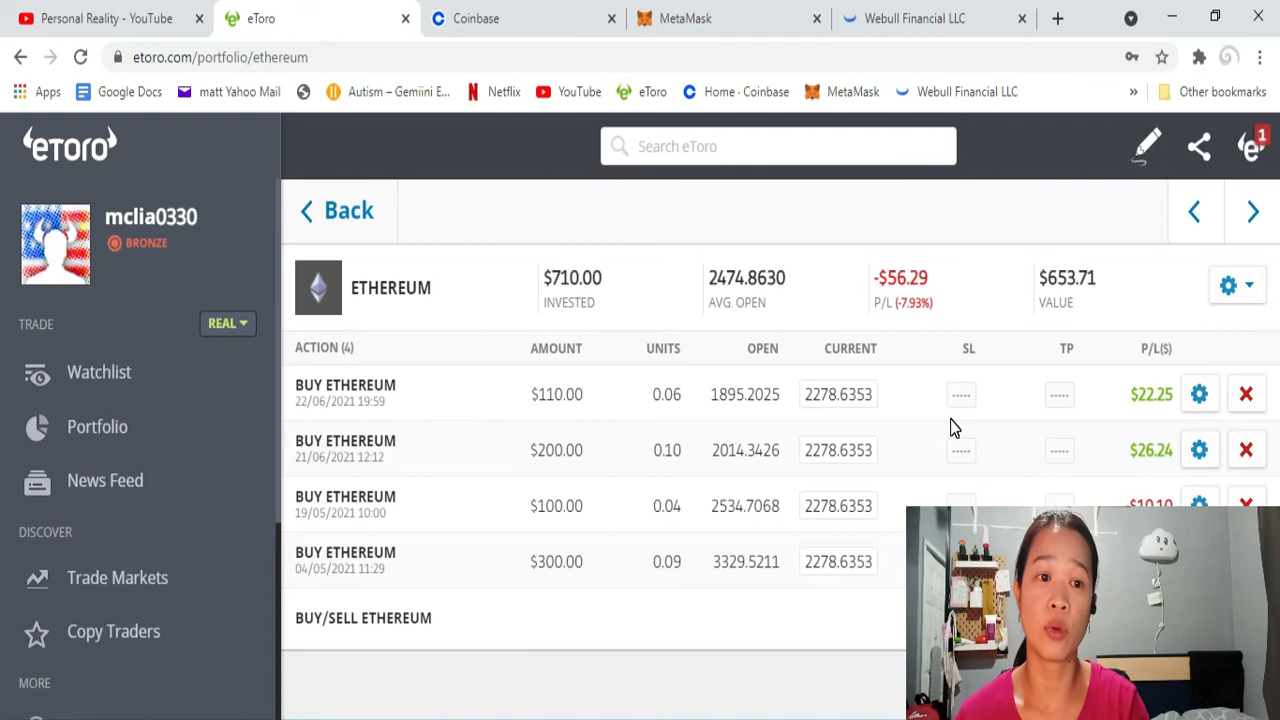 Personal Reality - YouTube
eToro
Coinbase
MetaMask
Webull Financial LLC
etoro.com/portfolio/ethereum
Apps Google Docs matt Yahoo Mail Autism – Gemiini E... Netflix YouTube eToro Home · Coinbase MetaMask Webull Financial LLC » Other bookmarks
eToro
Search eToro
1
mclia0330
BRONZE
TRADE REAL
Watchlist
Portfolio
News Feed
DISCOVER
Trade Markets
Copy Traders
MORE
Back
ETHEREUM
$710.00 2474.8630 -$56.29 $653.71
INVESTED AVG. OPEN P/L (-7.93%) VALUE
ACTION (4) AMOUNT UNITS OPEN CURRENT SL TP P/L($)
BUY ETHEREUM $110.00 0.06 1895.2025 2278.6353 ----- ----- $22.25
22/06/2021 19:59
BUY ETHEREUM $200.00 0.10 2014.3426 2278.6353 ----- ----- $26.24
21/06/2021 12:12
BUY ETHEREUM $100.00 0.04 2534.7068 2278.6353 -$10.10
19/05/2021 10:00
BUY ETHEREUM $300.00 0.09 3329.5211 2278.6353
04/05/2021 11:29
BUY/SELL ETHEREUM